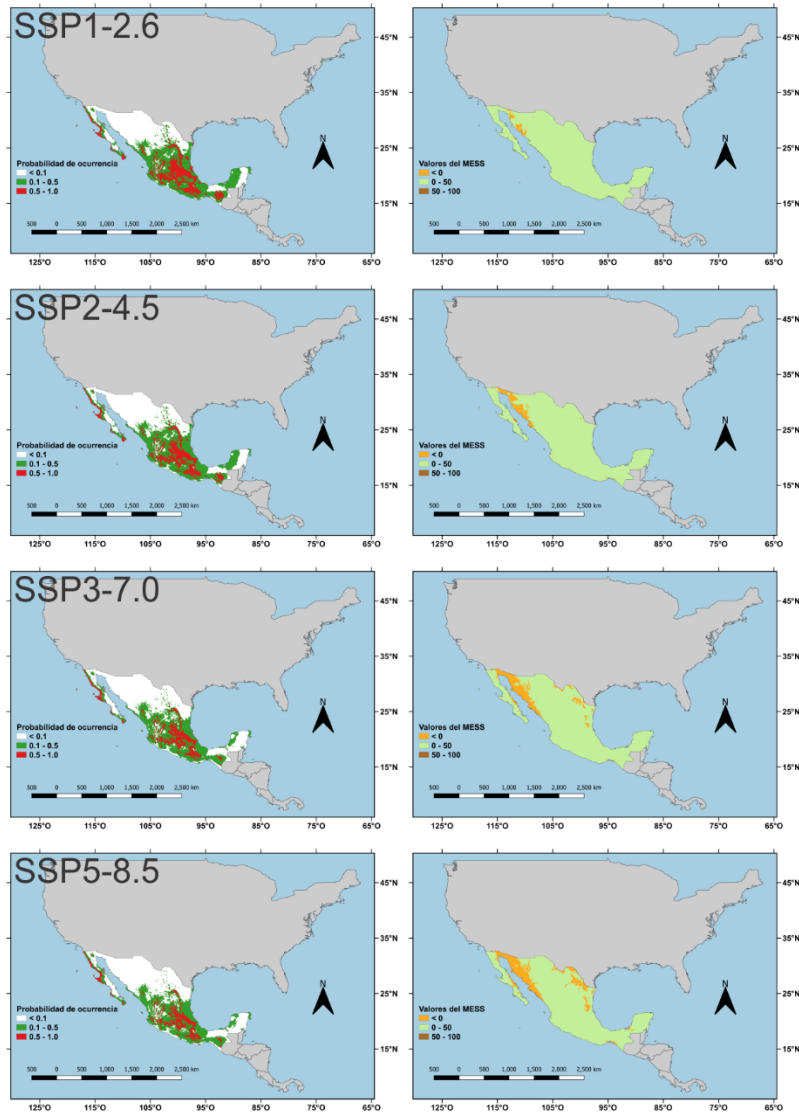 SSP1-2.6
45°N
35°N
25°N
15°N
N
Probabilidad de ocurrencia
< 0.1
0.1 - 0.5
0.5 - 1.0
500 0 500 1,000 1,500 2,000 2,500 km
125°O 115°O 105°O 95°O 85°O 75°O 65°O
45°N
35°N
25°N
15°N
N
Valores del MESS
< 0
0 - 50
50 - 100
500 0 500 1,000 1,500 2,000 2,500 km
115°O 105°O 95°O 85°O 75°O 65°O
SSP2-4.5
45°N
35°N
25°N
15°N
N
Probabilidad de ocurrencia
< 0.1
0.1 - 0.5
0.5 - 1.0
500 0 500 1,000 1,500 2,000 2,500 km
125°O 115°O 105°O 95°O 85°O 75°O 65°O
45°N
35°N
25°N
15°N
N
Valores del MESS
< 0
0 - 50
50 - 100
500 0 500 1,000 1,500 2,000 2,500 km
115°O 105°O 95°O 85°O 75°O 65°O
SSP3-7.0
45°N
35°N
25°N
15°N
N
Probabilidad de ocurrencia
< 0.1
0.1 - 0.5
0.5 - 1.0
500 0 500 1,000 1,500 2,000 2,500 km
125°O 115°O 105°O 95°O 85°O 75°O 65°O
45°N
35°N
25°N
15°N
N
Valores del MESS
< 0
0 - 50
50 - 100
500 0 500 1,000 1,500 2,000 2,500 km
115°O 105°O 95°O 85°O 75°O 65°O
SSP5-8.5
45°N
35°N
25°N
15°N
N
Probabilidad de ocurrencia
< 0.1
0.1 - 0.5
0.5 - 1.0
500 0 500 1,000 1,500 2,000 2,500 km
125°O 115°O 105°O 95°O 85°O 75°O 65°O
45°N
35°N
25°N
15°N
N
Valores del MESS
< 0
0 - 50
50 - 100
500 0 500 1,000 1,500 2,000 2,500 km
115°O 105°O 95°O 85°O 75°O 65°O